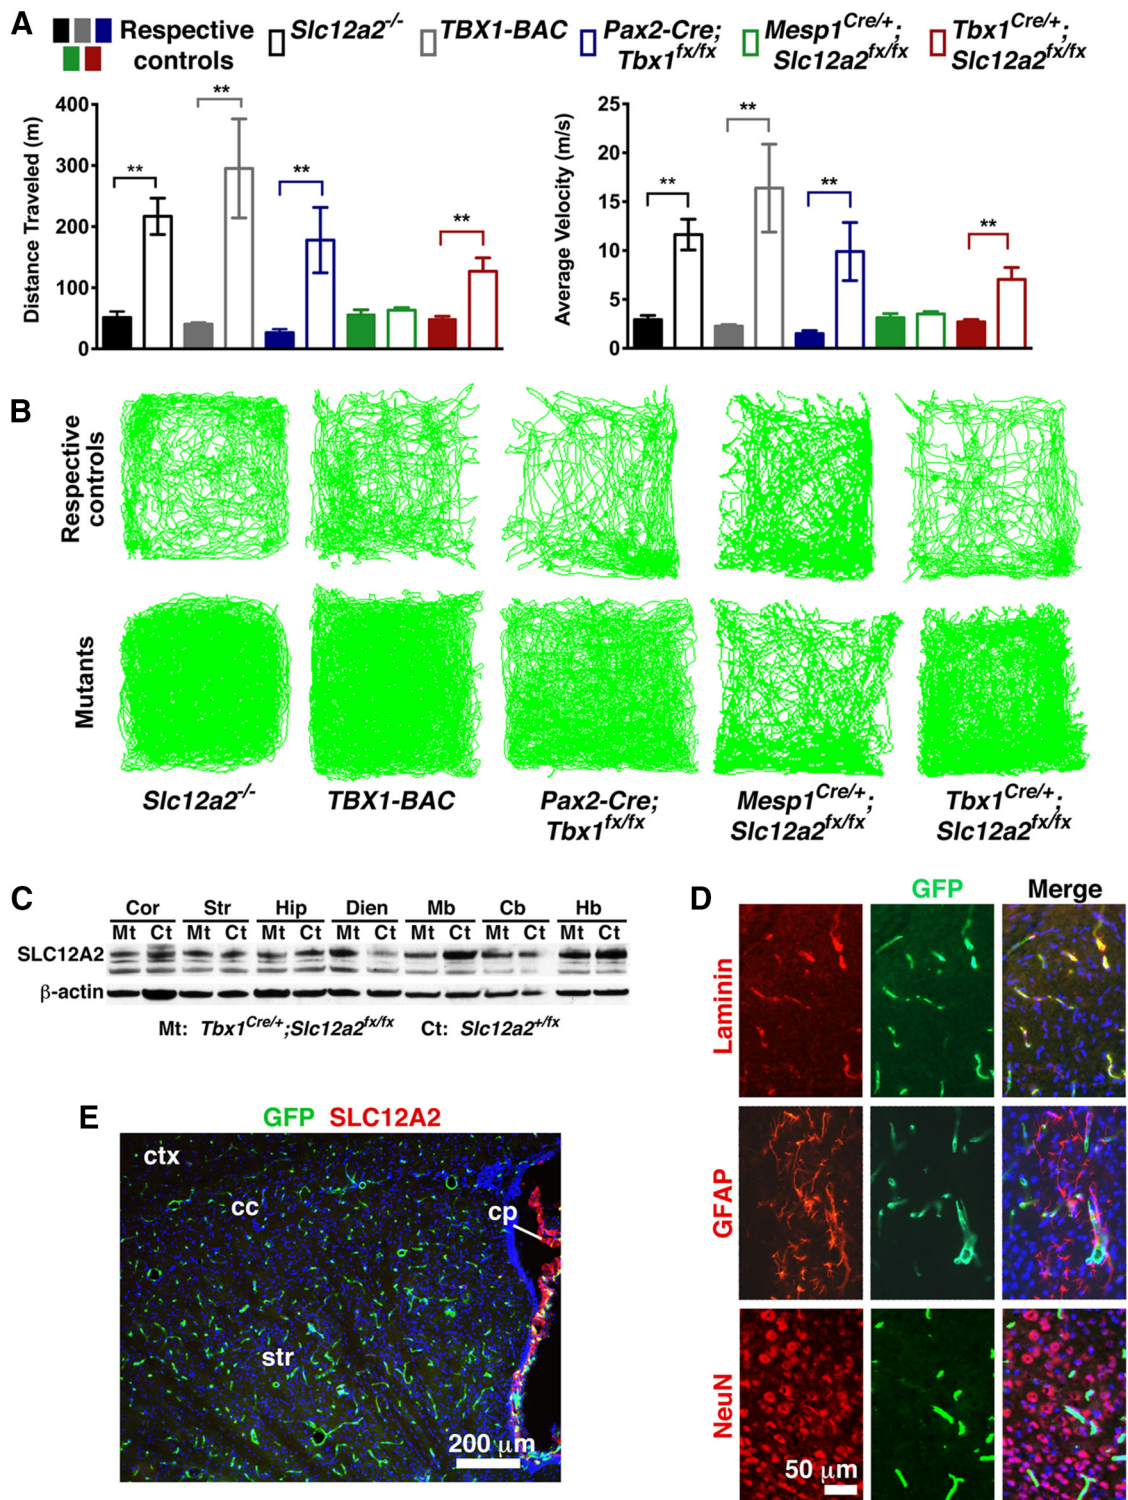 A
Respective controls
Slc12a2-/-
TBX1-BAC
Pax2-Cre; Tbx1fx/fx
Mesp1Cre/+; Slc12a2fx/fx
Tbx1Cre/+; Slc12a2fx/fx
Distance Traveled (m)
400
300
200
100
0
** ** ** **
Average Velocity (m/s)
25
20
15
10
5
0
** ** ** **
B
Respective controls
Mutants
Slc12a2-/-
TBX1-BAC
Pax2-Cre; Tbx1fx/fx
Mesp1Cre/+; Slc12a2fx/fx
Tbx1Cre/+; Slc12a2fx/fx
C
Cor Str Hip Dien Mb Cb Hb
Mt Ct Mt Ct Mt Ct Mt Ct Mt Ct Mt Ct Mt Ct
SLC12A2
β-actin
Mt: Tbx1Cre/+;Slc12a2fx/fx Ct: Slc12a2+/fx
D
GFP Merge
Laminin
GFAP
NeuN
50 μm
E
GFP SLC12A2
ctx
cc
cp
str
200 μm